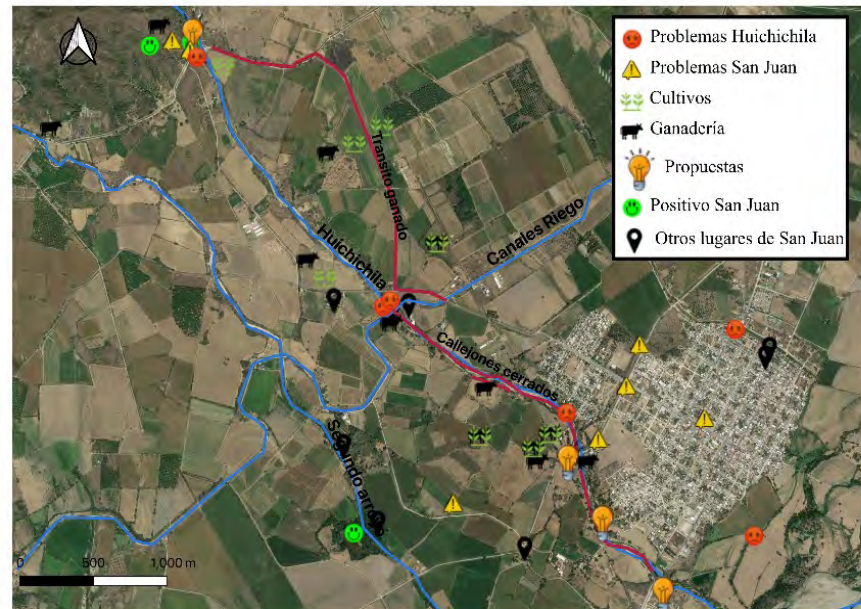 Problemas Huichichila
Problemas San Juan
Cultivos
Ganadería
Propuestas
Positivo San Juan
Otros lugares de San Juan
Transito ganado
Huichichila
Canales Riego
Callejones cerrados
Segundo arroyo
0 500 1,000 m